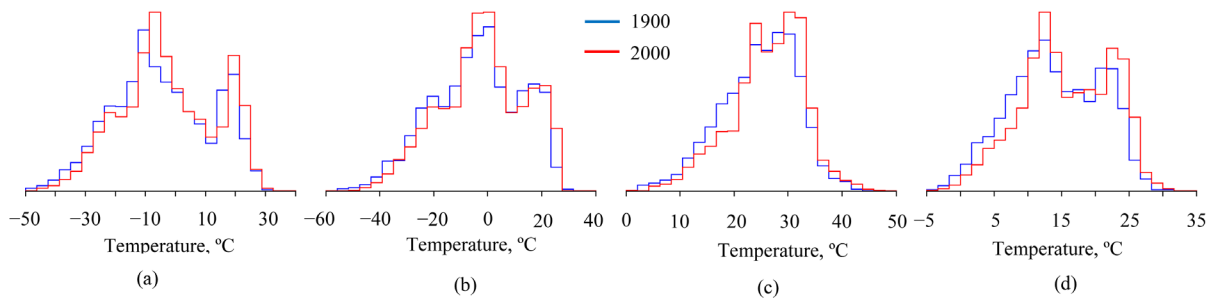 1900
2000
−50 −30 −10 10 30
−60 −40 −20 0 20 40
0 10 20 30 40 50
−5 5 15 25 35
Temperature, ºC
Temperature, ºC
Temperature, ºC
Temperature, ºC
(a)
(b)
(c)
(d)